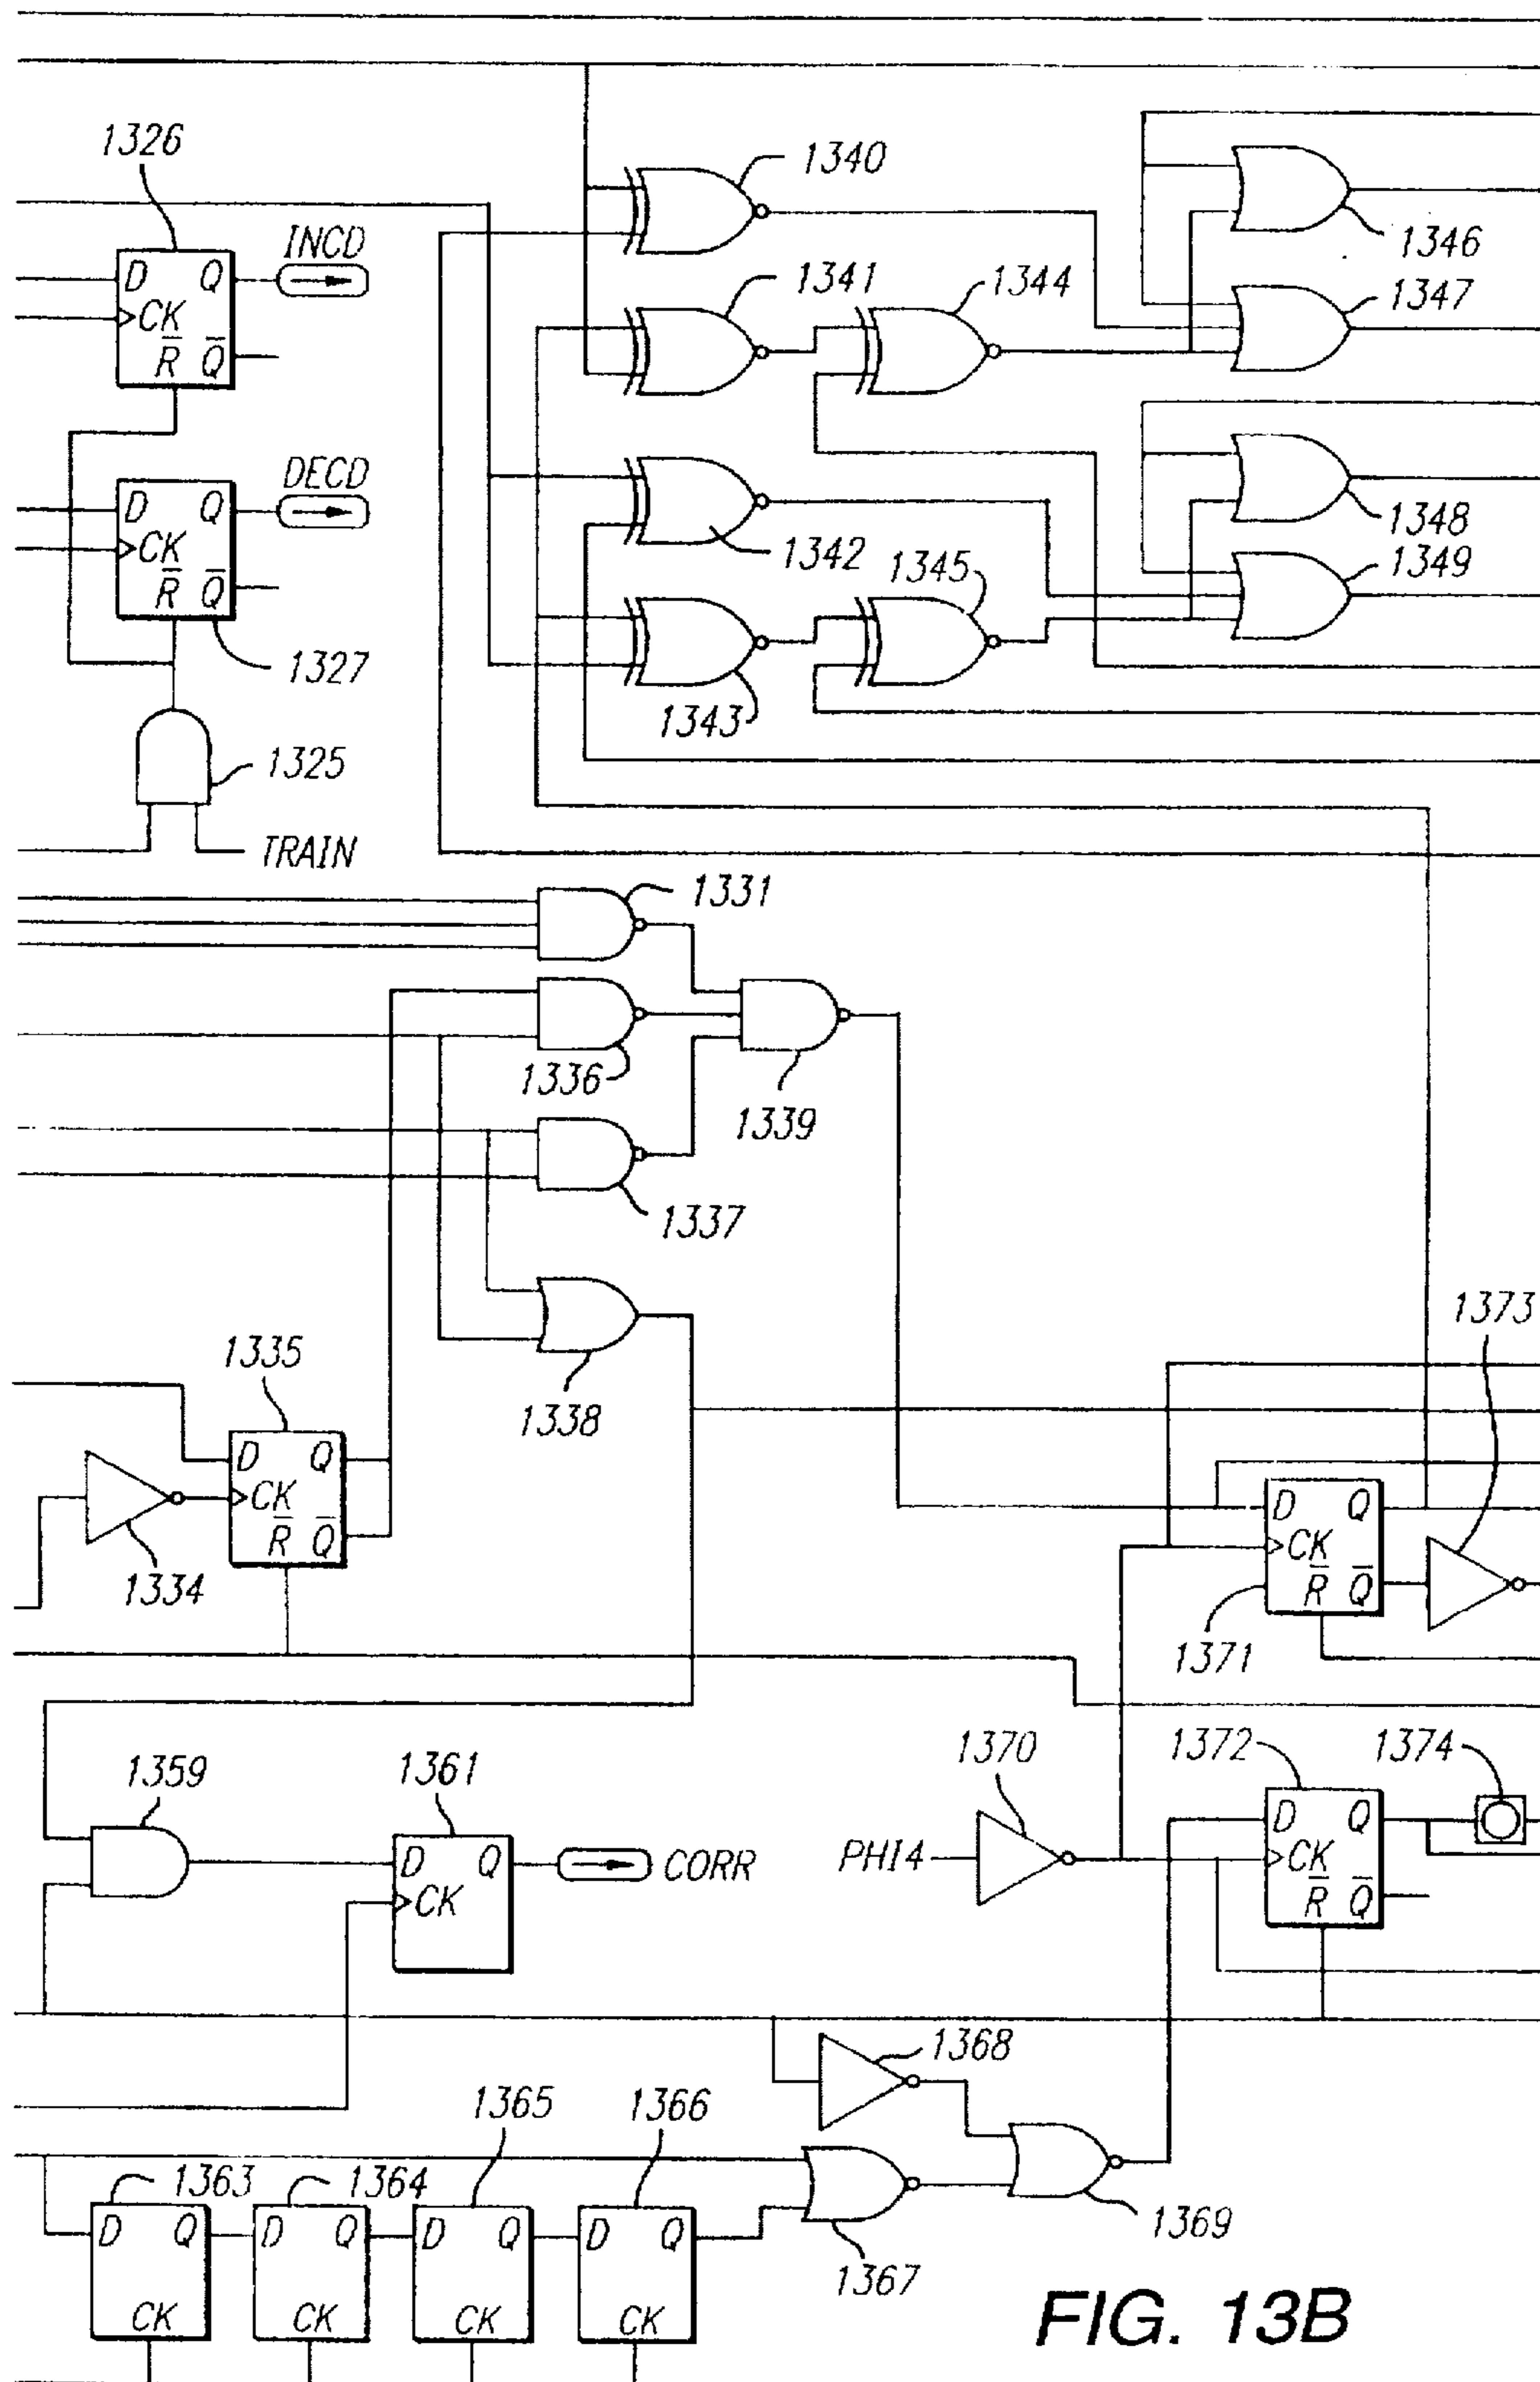 1326
INCD
D Q
CK
R̅ Q̅
1340
1341
1344
1346
1347
DECD
D Q
CK
R̅ Q̅
1327
1342
1345
1343
1348
1349
1325
TRAIN
1331
1336
1339
1337
1338
1335
D Q
CK
R̅ Q̅
1334
1373
D Q
CK
R̅ Q̅
1371
1359
1361
D Q
CK
CORR
PHI4
1370
1372
1374
D Q
CK
R̅ Q̅
1368
1365
1366
1363
1364
D Q
CK
D Q
CK
D Q
CK
D Q
CK
1367
1369
FIG. 13B